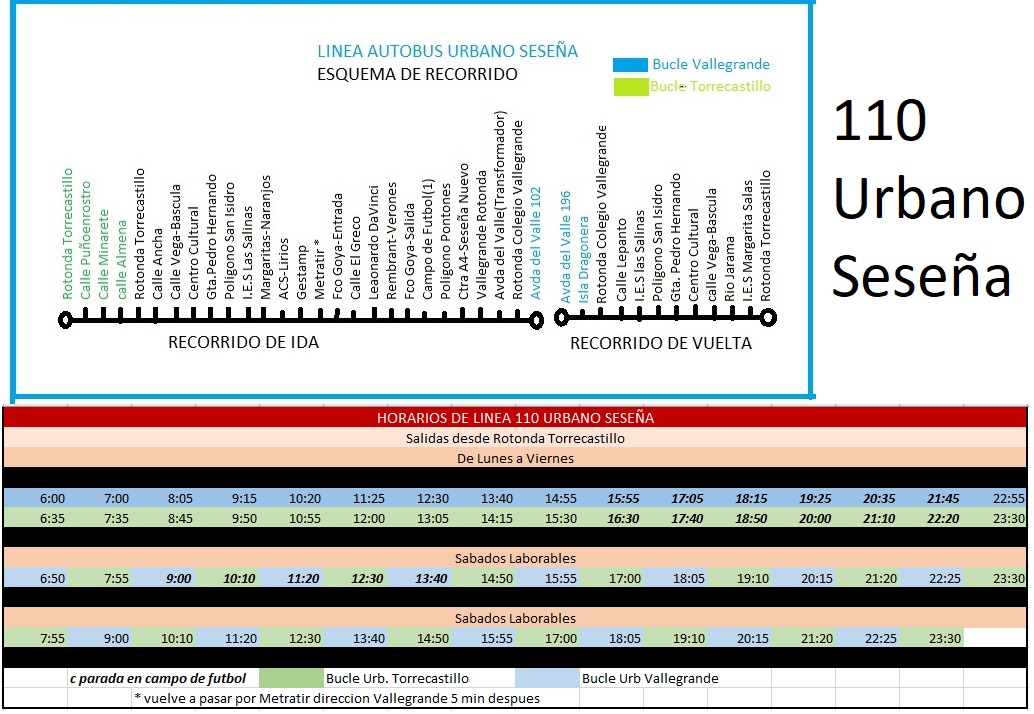 LINEA AUTOBUS URBANO SESEÑA
ESQUEMA DE RECORRIDO
Bucle Vallegrande
Bucle Torrecastillo
110
Urbano
Seseña
Rotonda Torrecastillo
Calle Puñoenrostro
Calle Minarete
calle Almena
Rotonda Torrecastillo
Calle Ancha
Calle Vega-Bascula
Centro Cultural
Gta.Pedro Hernando
Poligono San Isidro
I.E.S Las Salinas
Margaritas-Naranjos
ACS-Lirios
Gestamp
Metratir *
Fco Goya-Entrada
Calle El Greco
Leaonardo DaVinci
Rembrant-Verones
Fco Goya-Salida
Campo de Futbol(1)
Poligono Pontones
Ctra A4-Seseña Nuevo
Vallegrande Rotonda
Avda del Valle(Transformador)
Rotonda Colegio Vallegrande
Avda del Valle 102
RECORRIDO DE IDA
Avda del Valle 196
Isla Dragonera
Rotonda Colegio Vallegrande
Calle Lepanto
I.E.S las Salinas
Poligono San Isidro
Gta. Pedro Hernando
Centro Cultural
calle Vega-Bascula
Rio Jarama
I.E.S Margarita Salas
Rotonda Torrecastillo
RECORRIDO DE VUELTA
HORARIOS DE LINEA 110 URBANO SESEÑA
Salidas desde Rotonda Torrecastillo
De Lunes a Viernes
6:00 7:00 8:05 9:15 10:20 11:25 12:30 13:40 14:55 15:55 17:05 18:15 19:25 20:35 21:45 22:55
6:35 7:35 8:45 9:50 10:55 12:00 13:05 14:15 15:30 16:30 17:40 18:50 20:00 21:10 22:20 23:30
Sabados Laborables
6:50 7:55 9:00 10:10 11:20 12:30 13:40 14:50 15:55 17:00 18:05 19:10 20:15 21:20 22:25 23:30
Sabados Laborables
7:55 9:00 10:10 11:20 12:30 13:40 14:50 15:55 17:00 18:05 19:10 20:15 21:20 22:25 23:30
c parada en campo de futbol Bucle Urb. Torrecastillo Bucle Urb Vallegrande
* vuelve a pasar por Metratir direccion Vallegrande 5 min despues